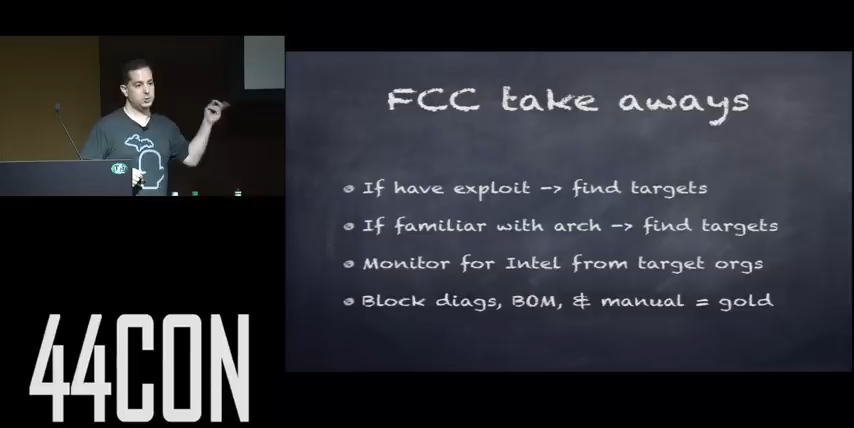 FCC take aways
If have exploit -> find targets
If familiar with arch -> find targets
Monitor for Intel from target orgs
Block diags, BOM, & manual = gold
44CON